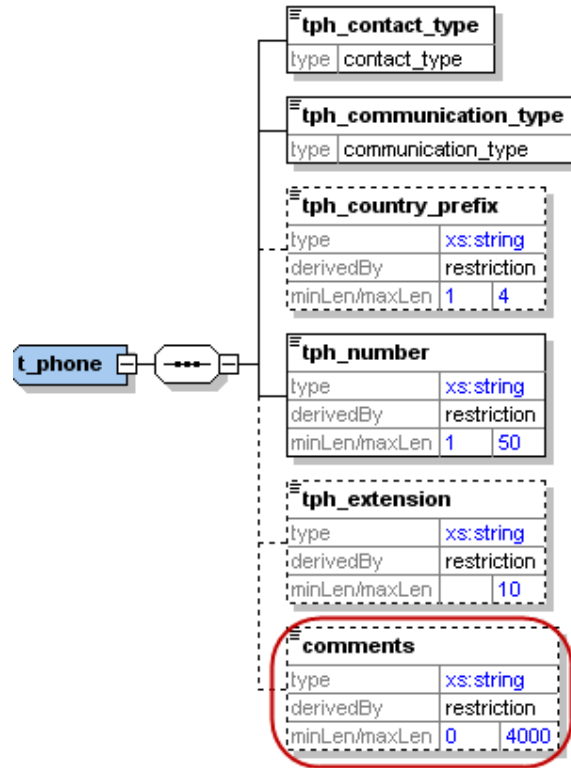 tph_contact_type
type contact_type
tph_communication_type
type communication_type
tph_country_prefix
type xs:string
derivedBy restriction
minLen/maxLen 1 4
t_phone
tph_number
type xs:string
derivedBy restriction
minLen/maxLen 1 50
tph_extension
type xs:string
derivedBy restriction
minLen/maxLen 10
comments
type xs:string
derivedBy restriction
minLen/maxLen 0 4000